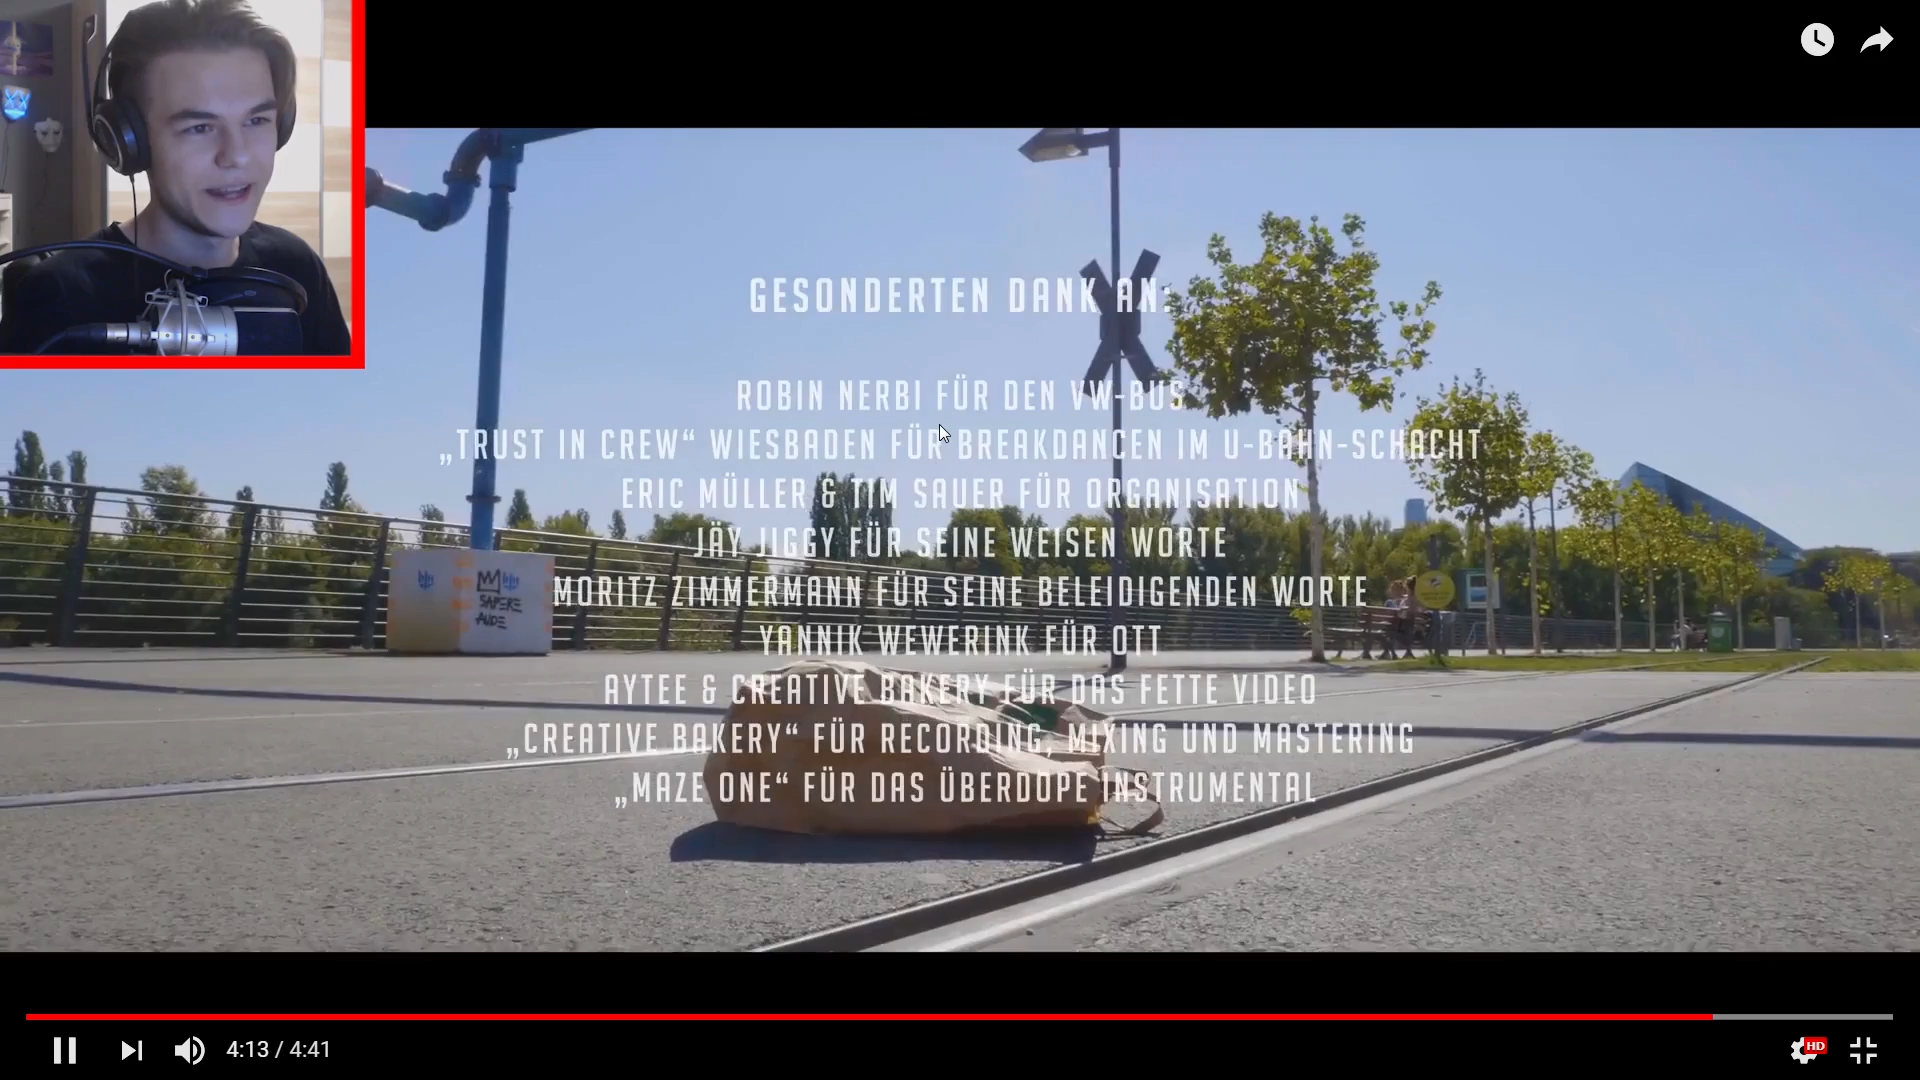 GESONDERTEN DANK AN:
ROBIN NERBI FÜR DEN VW-BUS
„TRUST IN CREW“ WIESBADEN FÜR BREAKDANCEN IM U-BAHN-SCHACHT
ERIC MÜLLER & TIM SAUER FÜR ORGANISATION
JÄY JIGGY FÜR SEINE WEISEN WORTE
MORITZ ZIMMERMANN FÜR SEINE BELEIDIGENDEN WORTE
YANNIK WEWERINK FÜR OTT
AYTEE & CREATIVE BAKERY FÜR DAS FETTE VIDEO
„CREATIVE BAKERY“ FÜR RECORDING, MIXING UND MASTERING
„MAZE ONE“ FÜR DAS ÜBERDOPE INSTRUMENTAL
SAPERE
AUDE
4:13 / 4:41
HD